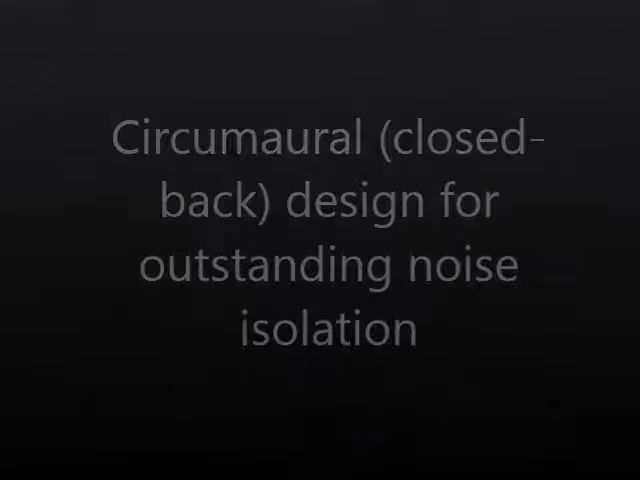 Circumaural (closed-
back) design for
outstanding noise
isolation